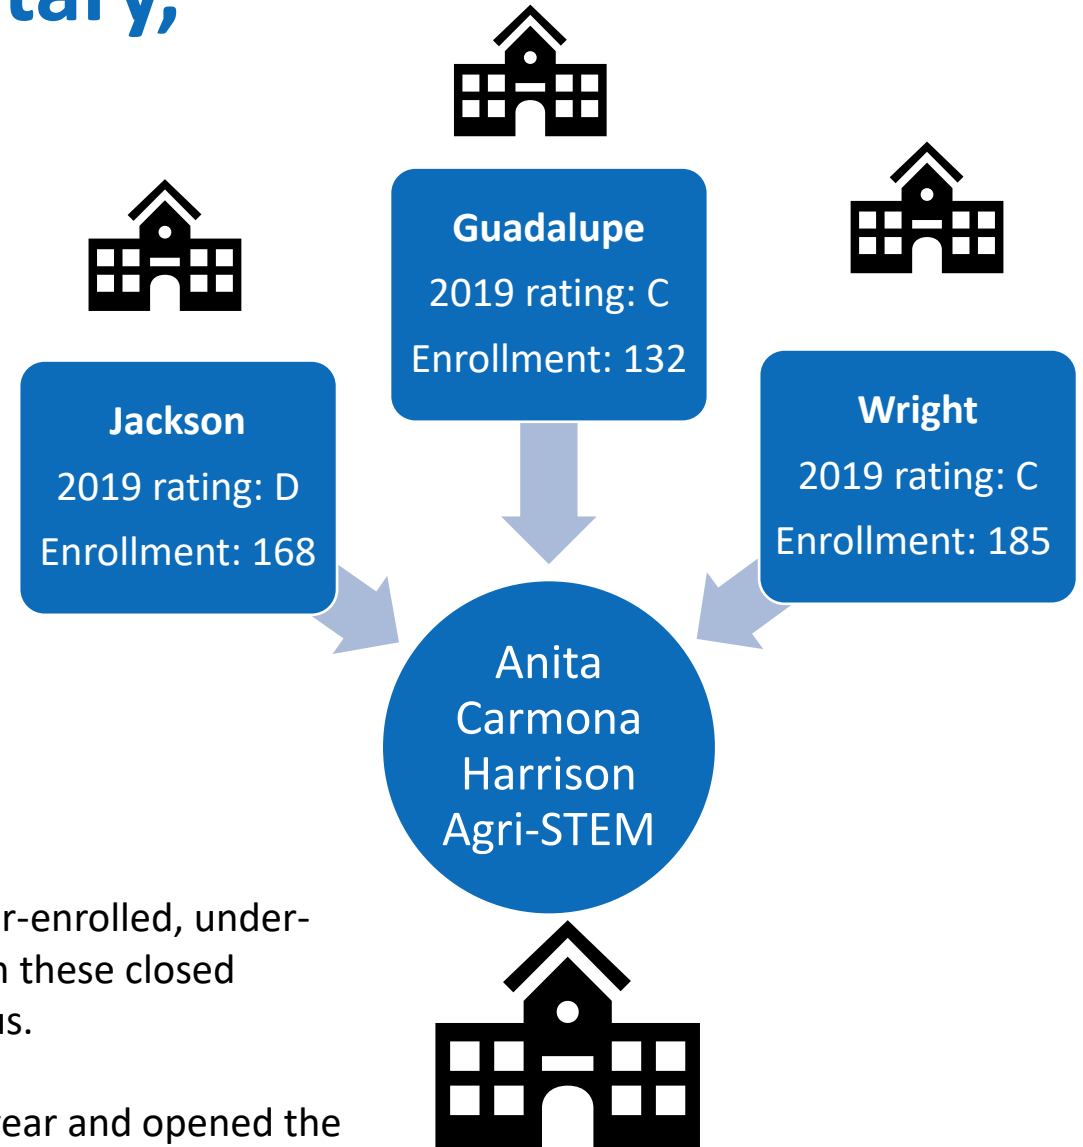 tary,
Guadalupe
2019 rating: C
Enrollment: 132
Jackson
2019 rating: D
Enrollment: 168
Wright
2019 rating: C
Enrollment: 185
Anita
Carmona
Harrison
Agri-STEM
r-enrolled, under-
n these closed
us.
year and opened the